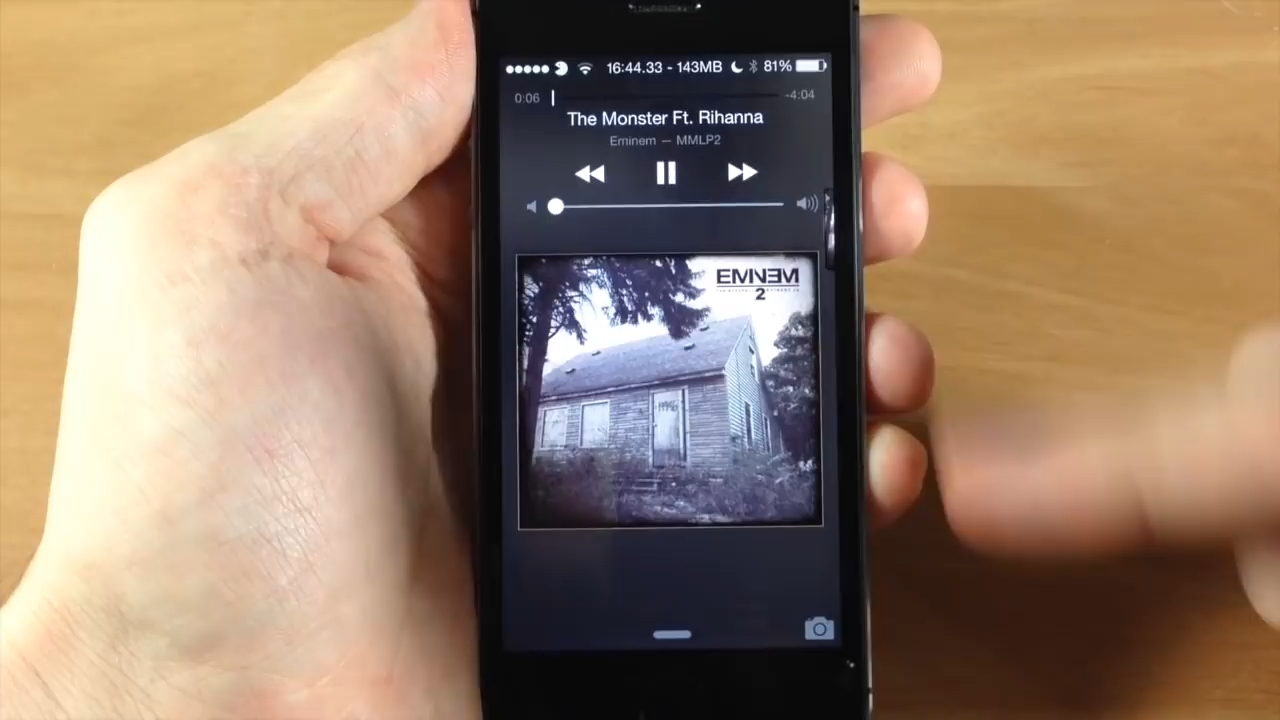 16:44.33 - 143MB 81%
0:06 -4:04
The Monster Ft. Rihanna
Eminem — MMLP2
EMINEM
2